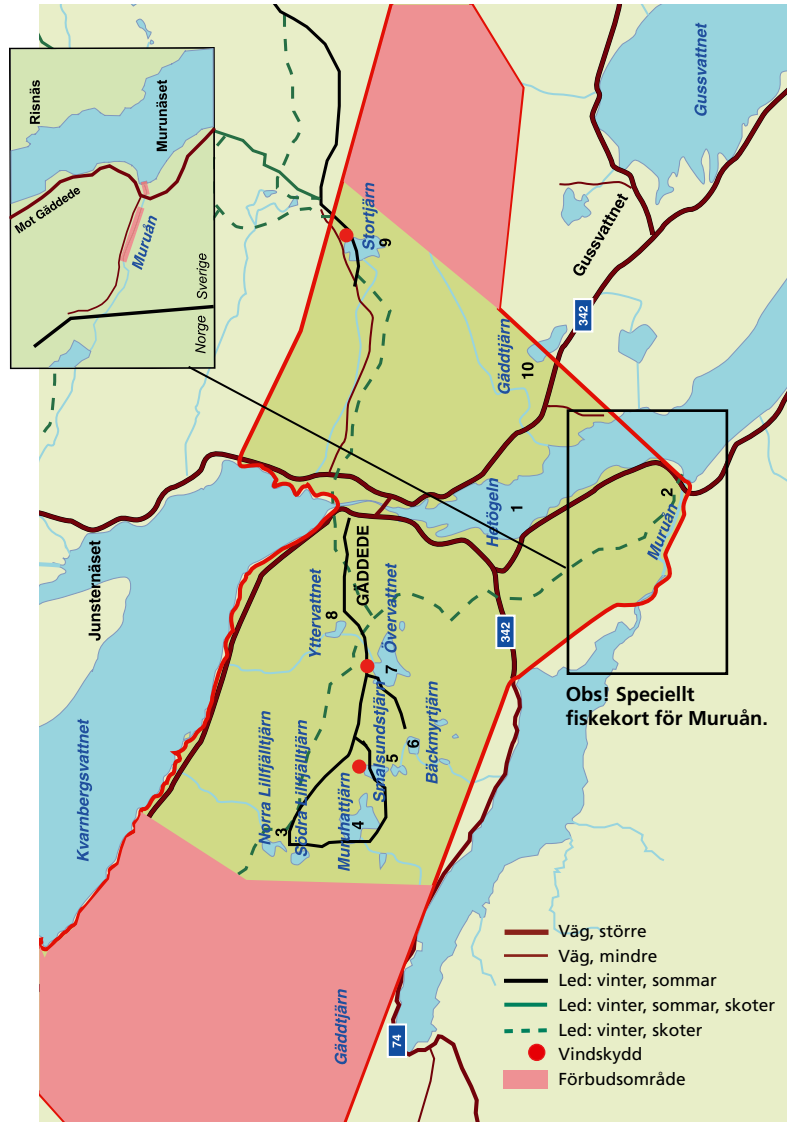 Risnäs
Murunäset
Mot Gäddede
Muruån
Norge
Sverige
Gussvattnet
Gussvattnet
Stortjärn
9
342
Gäddtjärn
10
Junsternäset
Hetögeln
1
2
Muruån
GÄDDEDE
Yttervattnet
8
Övervattnet
7
342
Kvarnbergsvattnet
Norra Lillfjälltjärn
Södra Lillfjälltjärn
3
Muruhattjärn
4
Smalsundstjärn
5
6
Bäckmyrtjärn
Obs! Speciellt
fiskekort för Muruån.
Gäddtjärn
74
Väg, större
Väg, mindre
Led: vinter, sommar
Led: vinter, sommar, skoter
Led: vinter, skoter
Vindskydd
Förbudsområde